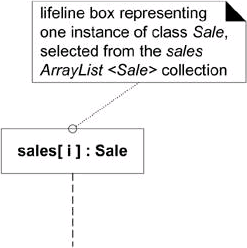 lifeline box representing
one instance of class Sale,
selected from the sales
ArrayList <Sale> collection
sales[ i ] : Sale